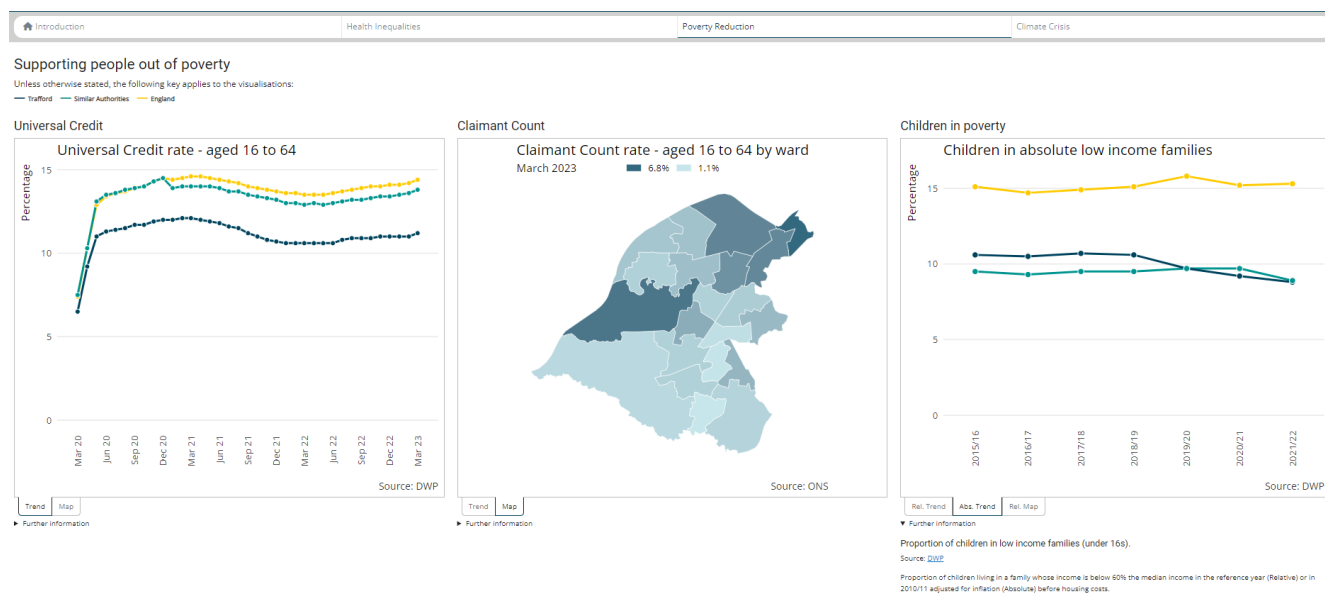 Introduction
Health Inequalities
Poverty Reduction
Climate Crisis
Supporting people out of poverty
Unless otherwise stated, the following key applies to the visualisations:
Trafford
Similar Authorities
England
Universal Credit
Universal Credit rate - aged 16 to 64
Percentage
15
10
5
0
Mar 20
Jun 20
Sep 20
Dec 20
Mar 21
Jun 21
Sep 21
Dec 21
Mar 22
Jun 22
Sep 22
Dec 22
Mar 23
Source: DWP
Trend
Map
Further information
Claimant Count
Claimant Count rate - aged 16 to 64 by ward
March 2023
6.8%
1.1%
Source: ONS
Trend
Map
Further information
Children in poverty
Children in absolute low income families
Percentage
15
10
5
0
2015/16
2016/17
2017/18
2018/19
2019/20
2020/21
2021/22
Source: DWP
Rel. Trend
Abs. Trend
Rel. Map
Further information
Proportion of children in low income families (under 16s).
Source: DWP
Proportion of children living in a family whose income is below 60% the median income in the reference year (Relative) or in
2010/11 adjusted for inflation (Absolute) before housing costs.